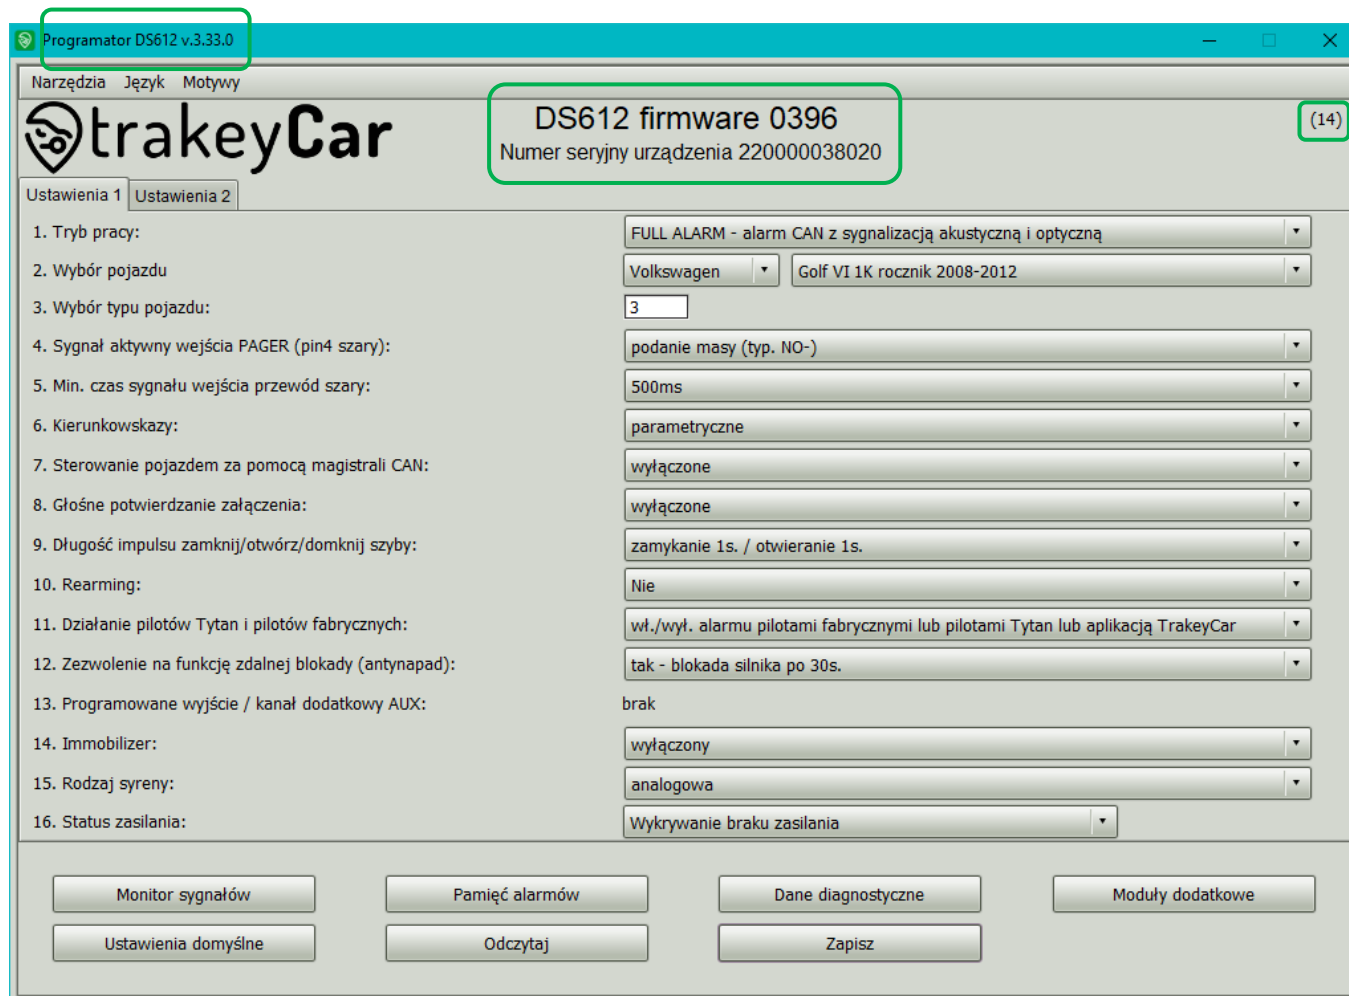 Programator DS612 v.3.33.0
Narzędzia Język Motywy
trakeyCar
DS612 firmware 0396
(14)
Numer seryjny urządzenia 220000038020
Ustawienia 1 Ustawienia 2
1. Tryb pracy: FULL ALARM - alarm CAN z sygnalizacją akustyczną i optyczną
2. Wybór pojazdu Volkswagen Golf VI 1K rocznik 2008-2012
3. Wybór typu pojazdu: 3
4. Sygnał aktywny wejścia PAGER (pin4 szary): podanie masy (typ. NO-)
5. Min. czas sygnału wejścia przewód szary: 500ms
6. Kierunkowskazy: parametryczne
7. Sterowanie pojazdem za pomocą magistrali CAN: wyłączone
8. Głośne potwierdzanie załączenia: wyłączone
9. Długość impulsu zamknij/otwórz/domknij szyby: zamykanie 1s. / otwieranie 1s.
10. Rearming: Nie
11. Działanie pilotów Tytan i pilotów fabrycznych: wł./wył. alarmu pilotami fabrycznymi lub pilotami Tytan lub aplikacją TrakeyCar
12. Zezwolenie na funkcję zdalnej blokady (antynapad): tak - blokada silnika po 30s.
13. Programowane wyjście / kanał dodatkowy AUX: brak
14. Immobilizer: wyłączony
15. Rodzaj syreny: analogowa
16. Status zasilania: Wykrywanie braku zasilania
Monitor sygnałów Pamięć alarmów Dane diagnostyczne Moduły dodatkowe
Ustawienia domyślne Odczytaj Zapisz